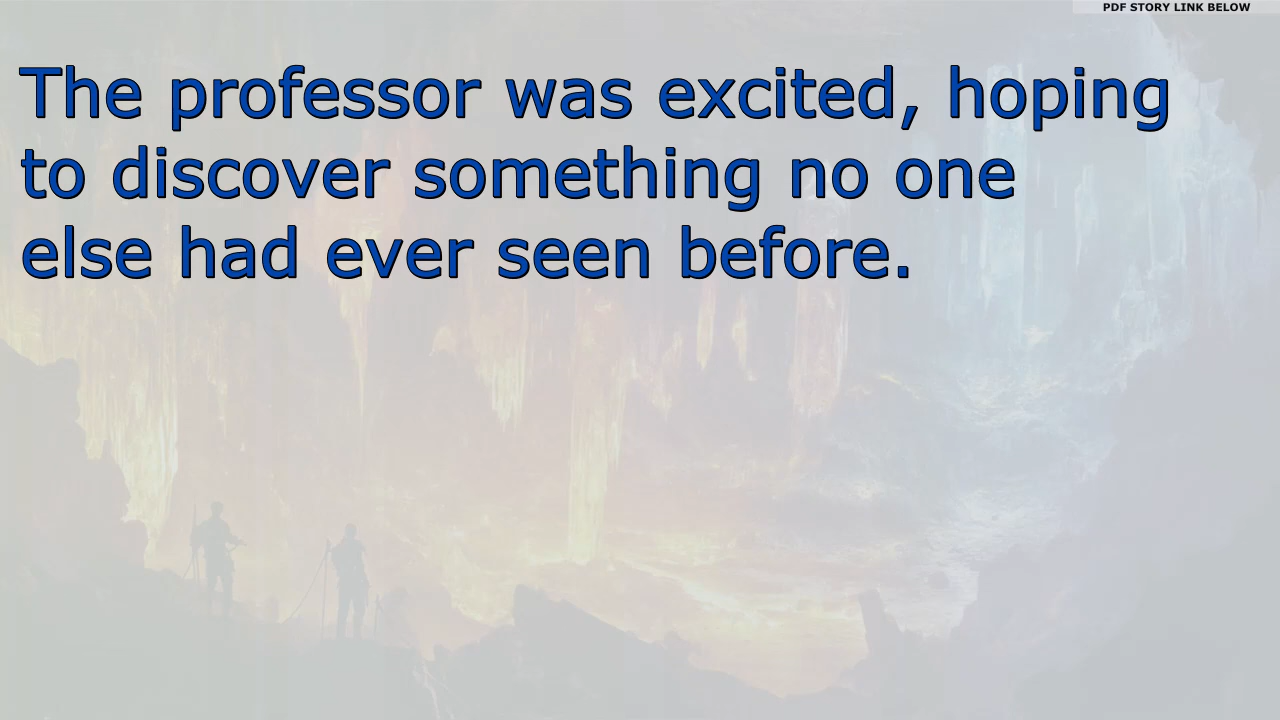 PDF STORY LINK BELOW
The professor was excited, hoping
to discover something no one
else had ever seen before.